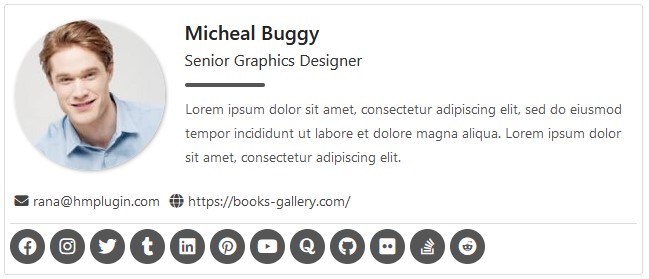 Micheal Buggy
Senior Graphics Designer
Lorem ipsum dolor sit amet, consectetur adipiscing elit, sed do eiusmod
tempor incididunt ut labore et dolore magna aliqua. Lorem ipsum dolor
sit amet, consectetur adipiscing elit.
rana@hmplugin.com https://books-gallery.com/